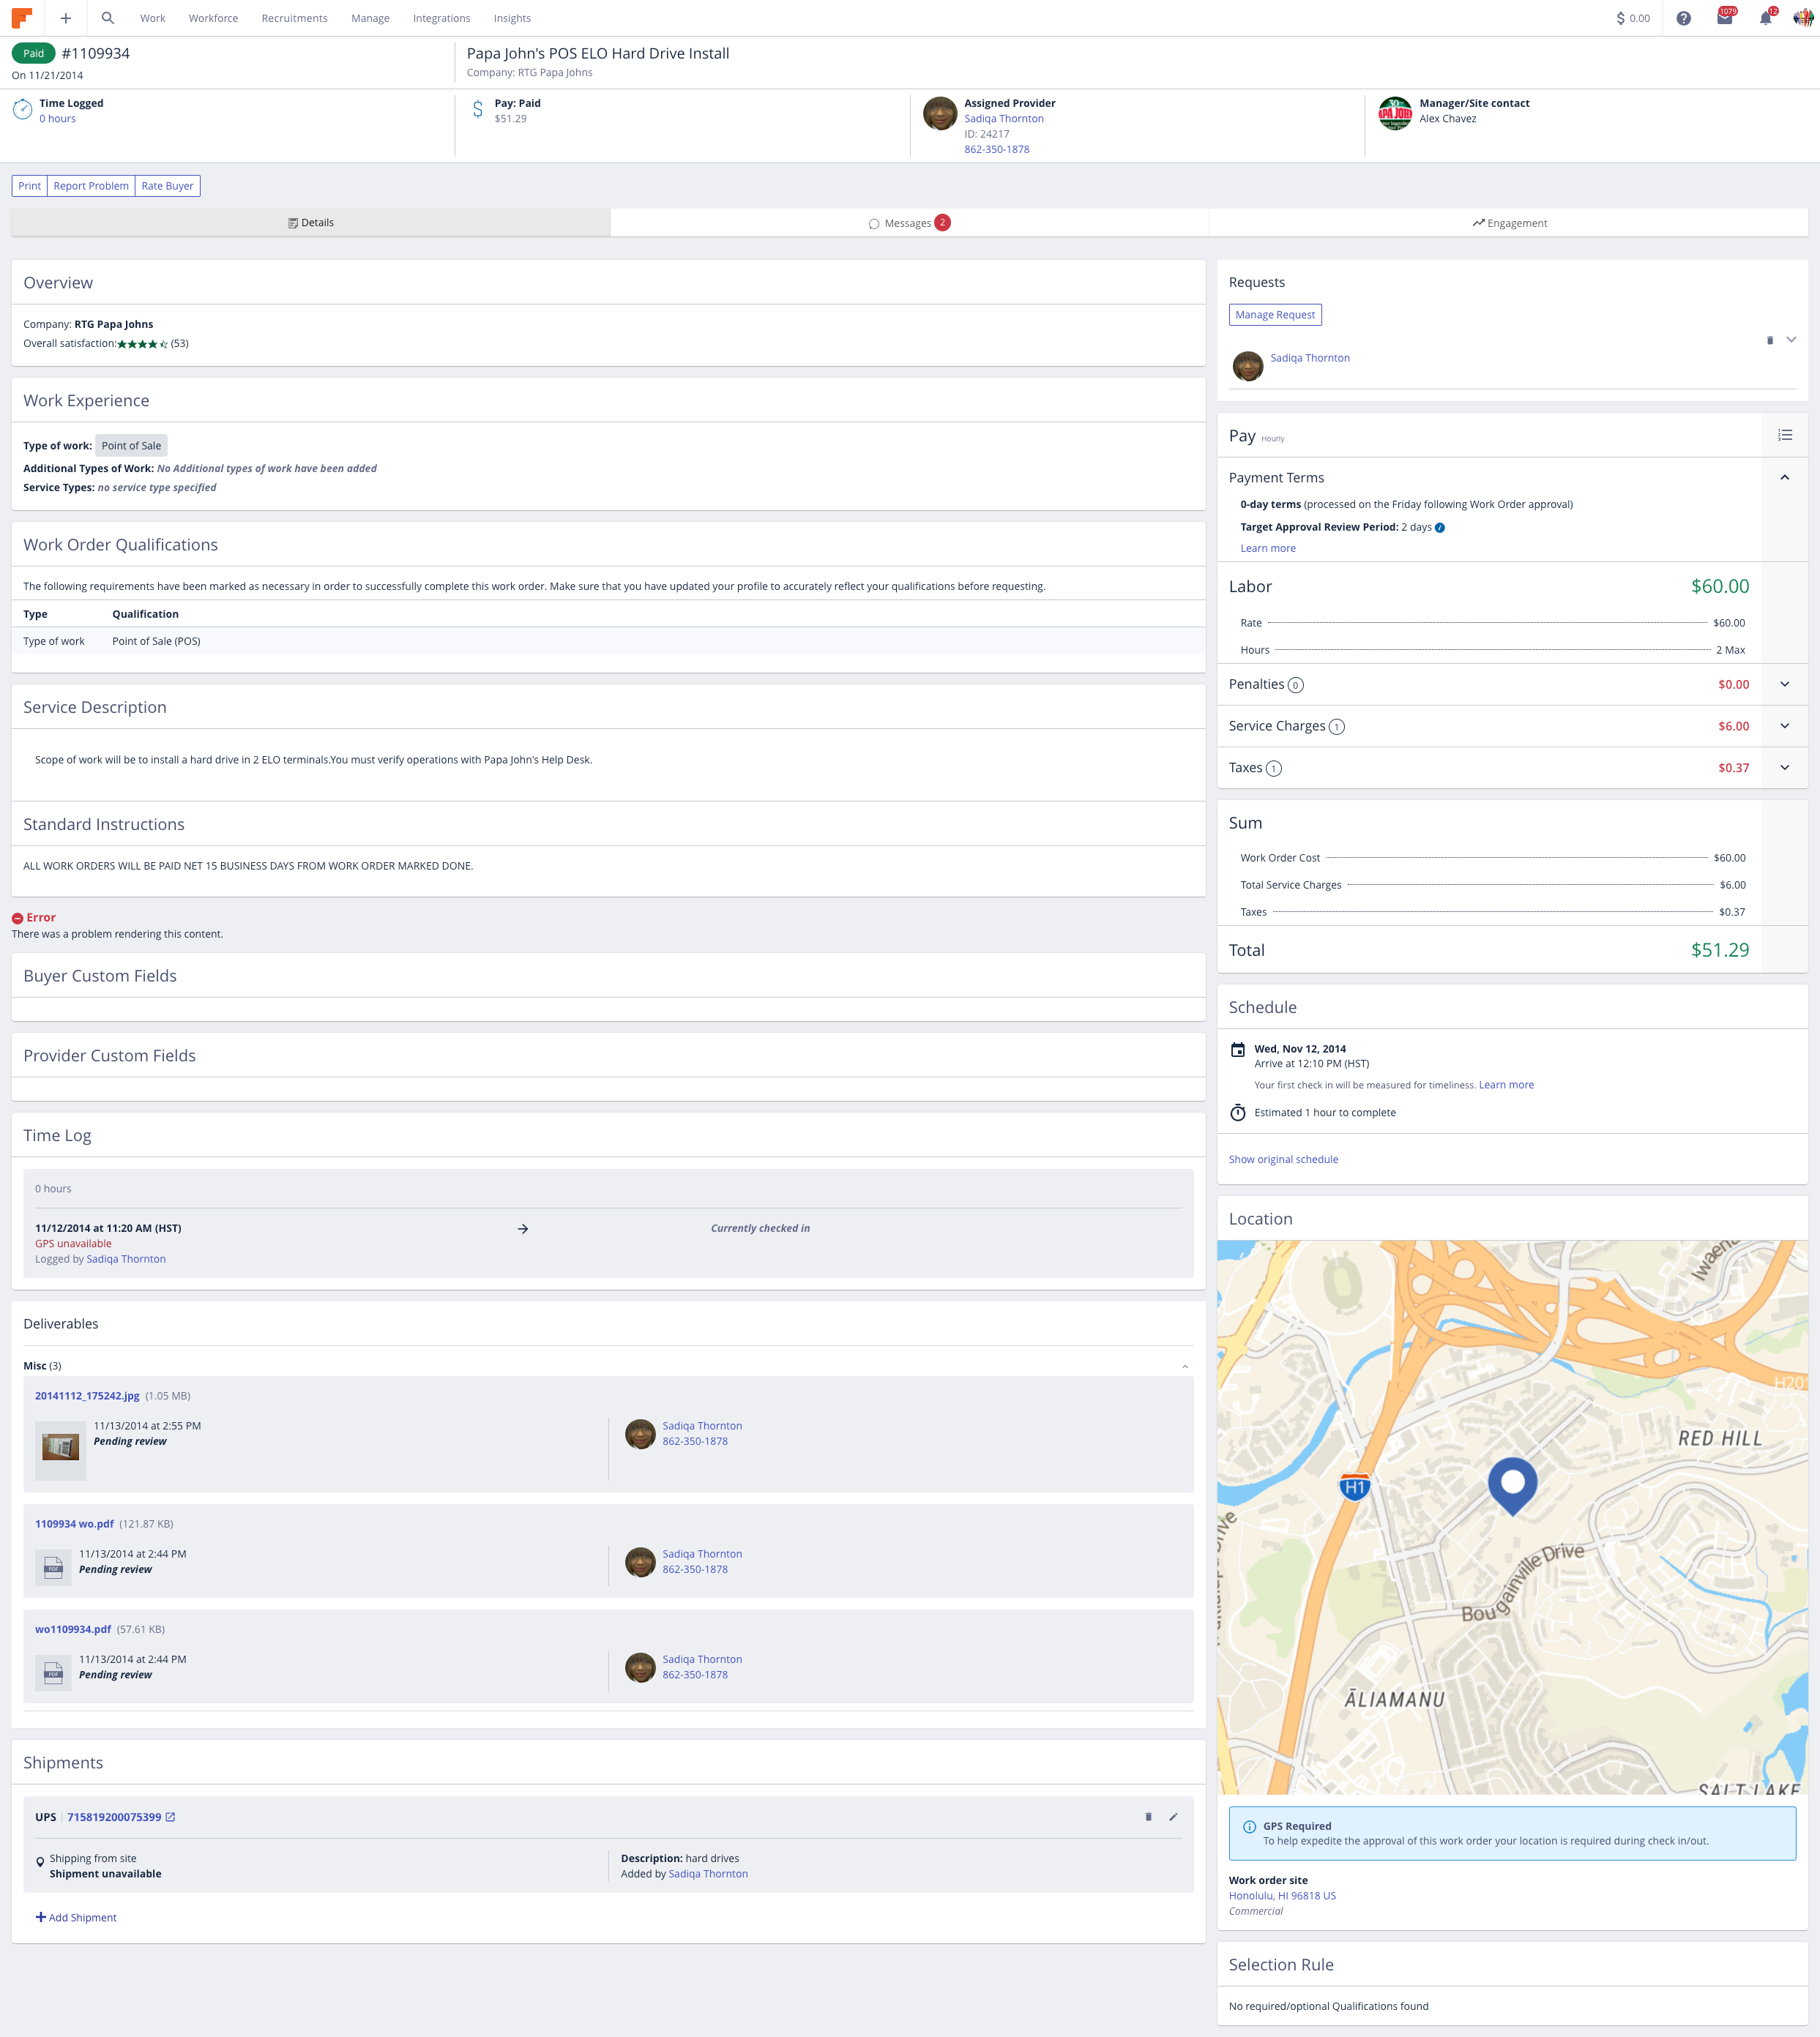 Work Workforce Recruitments Manage Integrations Insights
$ 0.00 1079 12
Paid #1109934
On 11/21/2014
Papa John's POS ELO Hard Drive Install
Company: RTG Papa Johns
Time Logged
0 hours
Pay: Paid
$51.29
Assigned Provider
Sadiqa Thornton
ID: 24217
862-350-1878
Manager/Site contact
Alex Chavez
Print Report Problem Rate Buyer
Details Messages 2 Engagement
Overview
Company: RTG Papa Johns
Overall satisfaction: (53)
Work Experience
Type of work: Point of Sale
Additional Types of Work: No Additional types of work have been added
Service Types: no service type specified
Work Order Qualifications
The following requirements have been marked as necessary in order to successfully complete this work order. Make sure that you have updated your profile to accurately reflect your qualifications before requesting.
Type Qualification
Type of work Point of Sale (POS)
Service Description
Scope of work will be to install a hard drive in 2 ELO terminals.You must verify operations with Papa John's Help Desk.
Standard Instructions
ALL WORK ORDERS WILL BE PAID NET 15 BUSINESS DAYS FROM WORK ORDER MARKED DONE.
Error
There was a problem rendering this content.
Buyer Custom Fields
Provider Custom Fields
Time Log
0 hours
11/12/2014 at 11:20 AM (HST) Currently checked in
GPS unavailable
Logged by Sadiqa Thornton
Deliverables
Misc (3)
20141112_175242.jpg (1.05 MB)
11/13/2014 at 2:55 PM
Pending review
Sadiqa Thornton
862-350-1878
1109934 wo.pdf (121.87 KB)
PDF
11/13/2014 at 2:44 PM
Pending review
Sadiqa Thornton
862-350-1878
wo1109934.pdf (57.61 KB)
PDF
11/13/2014 at 2:44 PM
Pending review
Sadiqa Thornton
862-350-1878
Shipments
UPS 715819200075399
Shipping from site
Shipment unavailable
Description: hard drives
Added by Sadiqa Thornton
Add Shipment
Requests
Manage Request
Sadiqa Thornton
Pay Hourly
Payment Terms
0-day terms (processed on the Friday following Work Order approval)
Target Approval Review Period: 2 days
Learn more
Labor $60.00
Rate $60.00
Hours 2 Max
Penalties 0 $0.00
Service Charges 1 $6.00
Taxes 1 $0.37
Sum
Work Order Cost $60.00
Total Service Charges $6.00
Taxes $0.37
Total $51.29
Schedule
Wed, Nov 12, 2014
Arrive at 12:10 PM (HST)
Your first check in will be measured for timeliness. Learn more
Estimated 1 hour to complete
Show original schedule
Location
H20
RED HILL
H1
Bougainville Drive
ĀLIAMANU
SALT LAKE
GPS Required
To help expedite the approval of this work order your location is required during check in/out.
Work order site
Honolulu, HI 96818 US
Commercial
Selection Rule
No required/optional Qualifications found